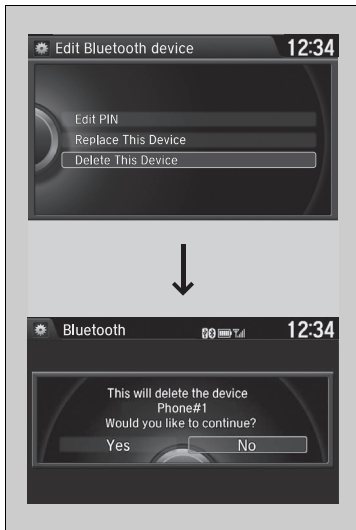 Edit Bluetooth device 12:34
Edit PIN
Replace This Device
Delete This Device
Bluetooth 12:34
This will delete the device
Phone#1
Would you like to continue?
Yes No